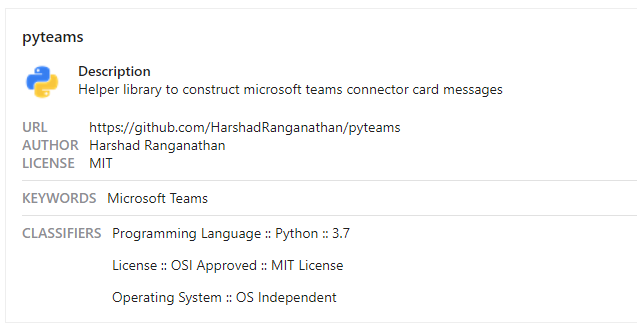 pyteams
Description
Helper library to construct microsoft teams connector card messages
URL https://github.com/HarshadRanganathan/pyteams
AUTHOR Harshad Ranganathan
LICENSE MIT
KEYWORDS Microsoft Teams
CLASSIFIERS Programming Language :: Python :: 3.7
License :: OSI Approved :: MIT License
Operating System :: OS Independent